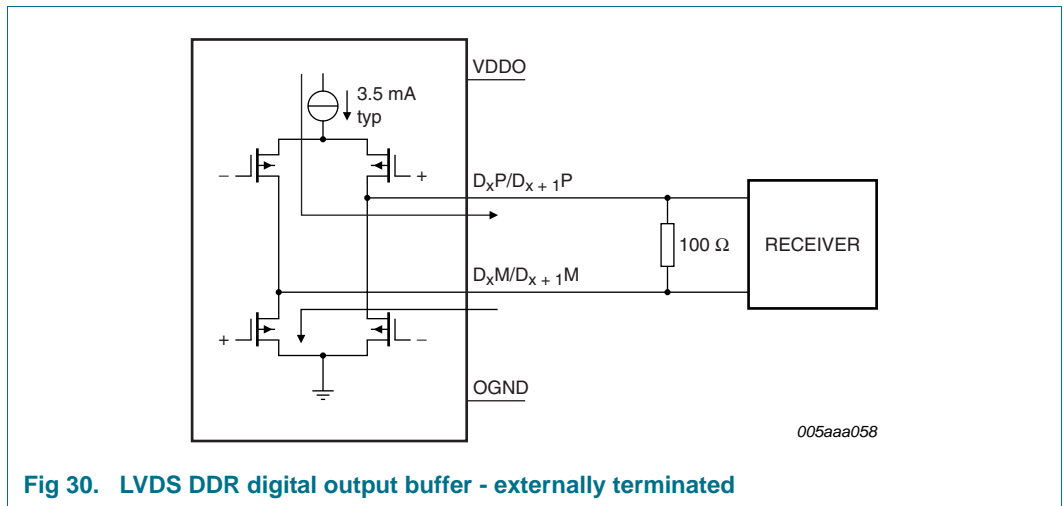 VDDO
3.5 mA
typ
− +
DxP/Dx + 1P
100 Ω
RECEIVER
DxM/Dx + 1M
+ −
OGND
005aaa058
Fig 30. LVDS DDR digital output buffer - externally terminated